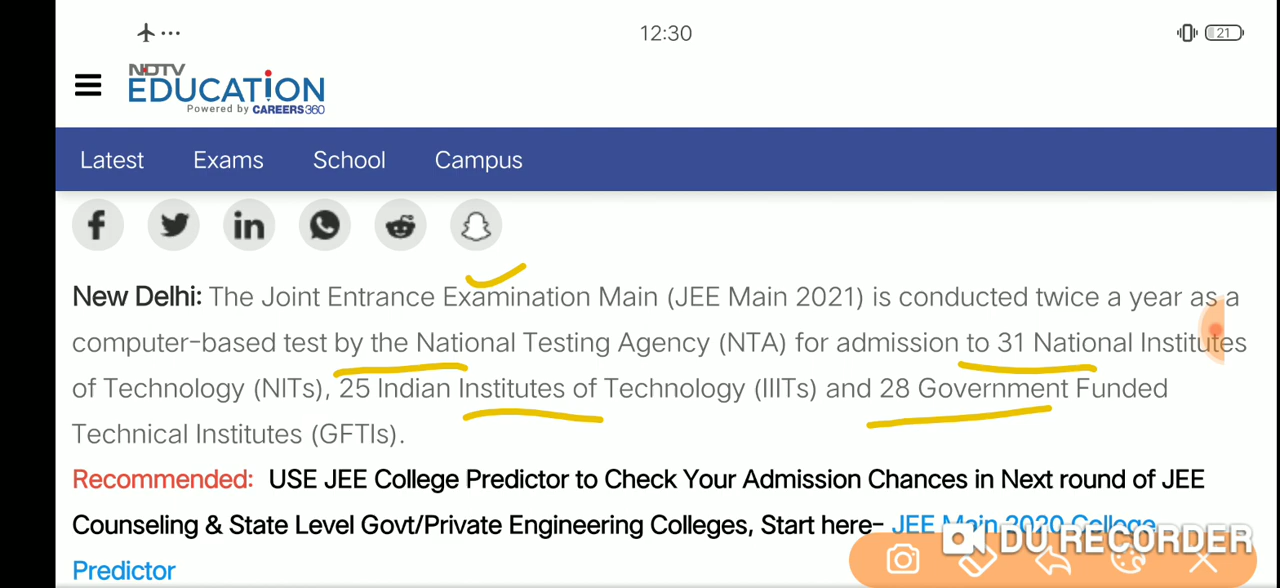 12:30
21
NDTV
EDUCATION
Powered by CAREERS360
Latest Exams School Campus
New Delhi: The Joint Entrance Examination Main (JEE Main 2021) is conducted twice a year as a
computer-based test by the National Testing Agency (NTA) for admission to 31 National Institutes
of Technology (NITs), 25 Indian Institutes of Technology (IIITs) and 28 Government Funded
Technical Institutes (GFTIs).
Recommended: USE JEE College Predictor to Check Your Admission Chances in Next round of JEE
Counseling & State Level Govt/Private Engineering Colleges, Start here- JEE Main 2020 College
Predictor
DU RECORDER